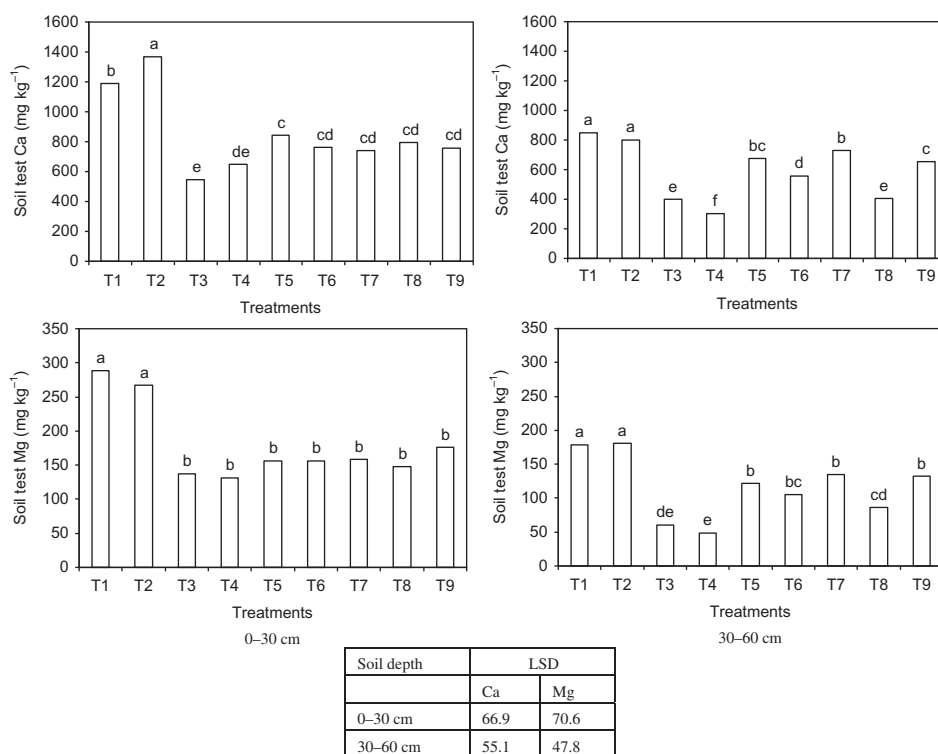 1600
1400
1200
1000
800
600
400
200
0
Soil test Ca (mg kg⁻¹)
b
a
e
de
c
cd
cd
cd
cd
T1 T2 T3 T4 T5 T6 T7 T8 T9
Treatments
1600
1400
1200
1000
800
600
400
200
0
Soil test Ca (mg kg⁻¹)
a
a
e
f
bc
d
b
e
c
T1 T2 T3 T4 T5 T6 T7 T8 T9
Treatments
350
300
250
200
150
100
50
0
Soil test Mg (mg kg⁻¹)
a
a
b
b
b
b
b
b
b
T1 T2 T3 T4 T5 T6 T7 T8 T9
Treatments
0–30 cm
350
300
250
200
150
100
50
0
Soil test Mg (mg kg⁻¹)
a
a
de
e
b
bc
b
cd
b
T1 T2 T3 T4 T5 T6 T7 T8 T9
Treatments
30–60 cm
Soil depth LSD
Ca Mg
0–30 cm 66.9 70.6
30–60 cm 55.1 47.8